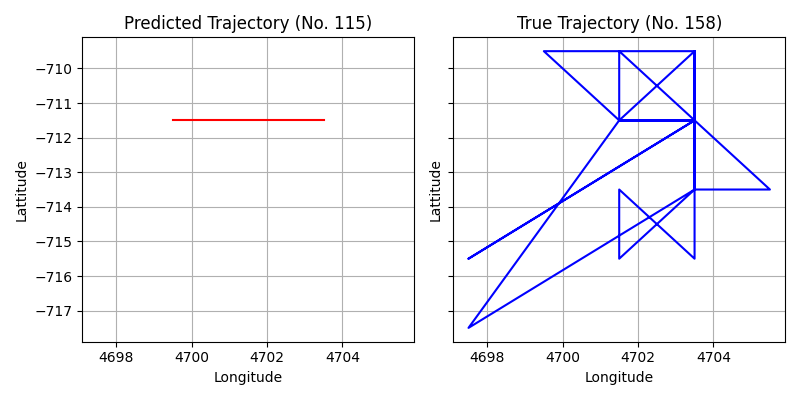 Predicted Trajectory (No. 115)
True Trajectory (No. 158)
Lattitude
−710
−711
−712
−713
−714
−715
−716
−717
4698
4700
4702
4704
Longitude
Lattitude
4698
4700
4702
4704
Longitude